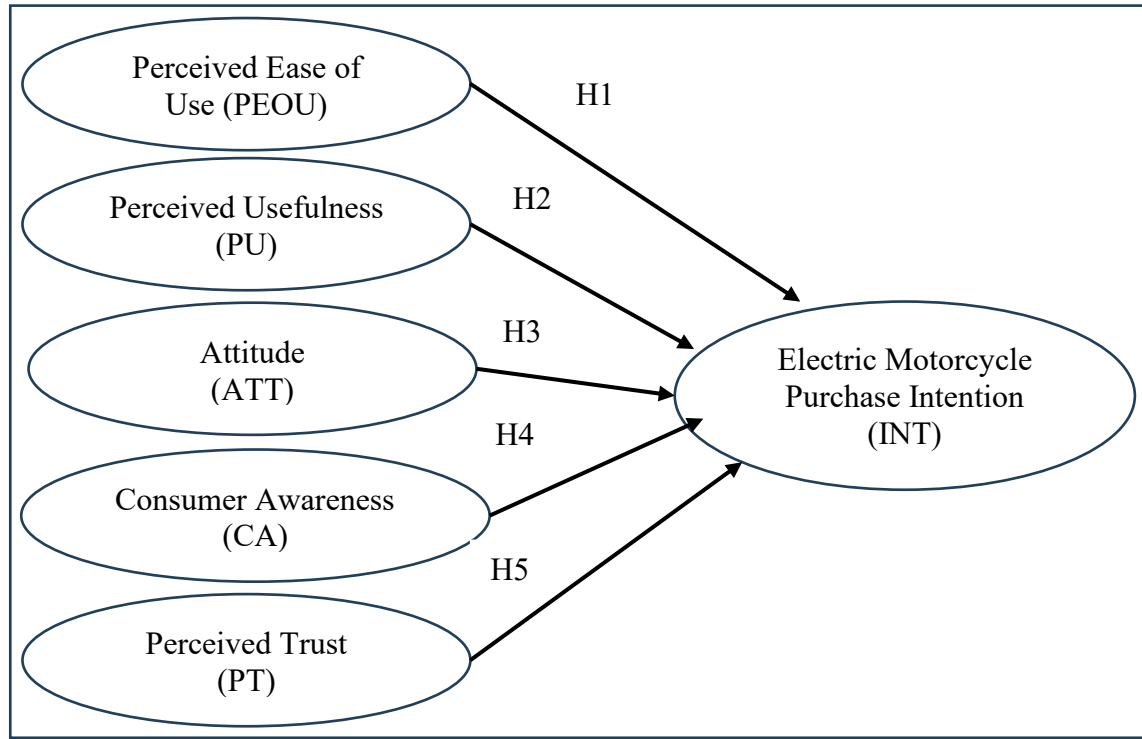 Perceived Ease of
Use (PEOU)
H1
Perceived Usefulness
(PU)
H2
Attitude
(ATT)
H3
Consumer Awareness
(CA)
H4
Perceived Trust
(PT)
H5
Electric Motorcycle
Purchase Intention
(INT)